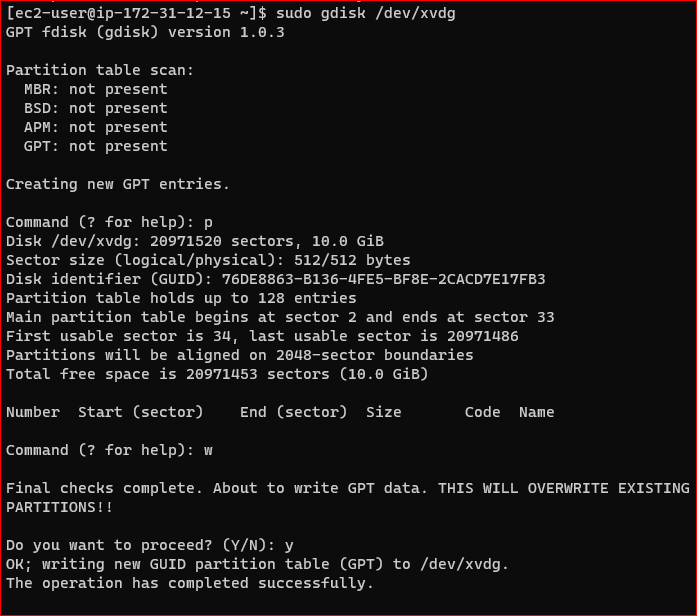 [ec2-user@ip-172-31-12-15 ~]$ sudo gdisk /dev/xvdg
GPT fdisk (gdisk) version 1.0.3
Partition table scan:
  MBR: not present
  BSD: not present
  APM: not present
  GPT: not present
Creating new GPT entries.
Command (? for help): p
Disk /dev/xvdg: 20971520 sectors, 10.0 GiB
Sector size (logical/physical): 512/512 bytes
Disk identifier (GUID): 76DE8863-B136-4FE5-BF8E-2CACD7E17FB3
Partition table holds up to 128 entries
Main partition table begins at sector 2 and ends at sector 33
First usable sector is 34, last usable sector is 20971486
Partitions will be aligned on 2048-sector boundaries
Total free space is 20971453 sectors (10.0 GiB)
Number  Start (sector)    End (sector)  Size       Code  Name
Command (? for help): w
Final checks complete. About to write GPT data. THIS WILL OVERWRITE EXISTING
PARTITIONS!!
Do you want to proceed? (Y/N): y
OK; writing new GUID partition table (GPT) to /dev/xvdg.
The operation has completed successfully.